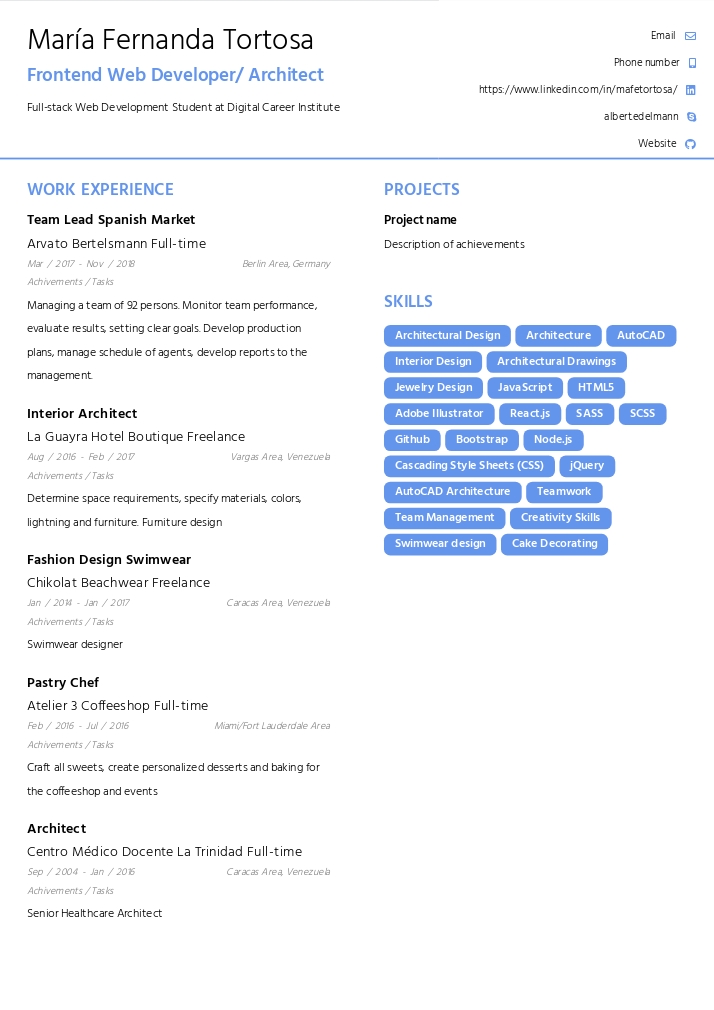 María Fernanda Tortosa
Frontend Web Developer/ Architect
Full-stack Web Development Student at Digital Career Institute
Email
Phone number
https://www.linkedin.com/in/mafetortosa/
albertedelmann
Website
WORK EXPERIENCE
Team Lead Spanish Market
Arvato Bertelsmann Full-time
Mar / 2017 - Nov / 2018 Berlin Area, Germany
Achivements / Tasks
Managing a team of 92 persons. Monitor team performance,
evaluate results, setting clear goals. Develop production
plans, manage schedule of agents, develop reports to the
management.
Interior Architect
La Guayra Hotel Boutique Freelance
Aug / 2016 - Feb / 2017 Vargas Area, Venezuela
Achivements / Tasks
Determine space requirements, specify materials, colors,
lightning and furniture. Furniture design
Fashion Design Swimwear
Chikolat Beachwear Freelance
Jan / 2014 - Jan / 2017 Caracas Area, Venezuela
Achivements / Tasks
Swimwear designer
Pastry Chef
Atelier 3 Coffeeshop Full-time
Feb / 2016 - Jul / 2016 Miami/Fort Lauderdale Area
Achivements / Tasks
Craft all sweets, create personalized desserts and baking for
the coffeeshop and events
Architect
Centro Médico Docente La Trinidad Full-time
Sep / 2004 - Jan / 2016 Caracas Area, Venezuela
Achivements / Tasks
Senior Healthcare Architect
PROJECTS
Project name
Description of achievements
SKILLS
Architectural Design Architecture AutoCAD
Interior Design Architectural Drawings
Jewelry Design JavaScript HTML5
Adobe Illustrator React.js SASS SCSS
Github Bootstrap Node.js
Cascading Style Sheets (CSS) jQuery
AutoCAD Architecture Teamwork
Team Management Creativity Skills
Swimwear design Cake Decorating